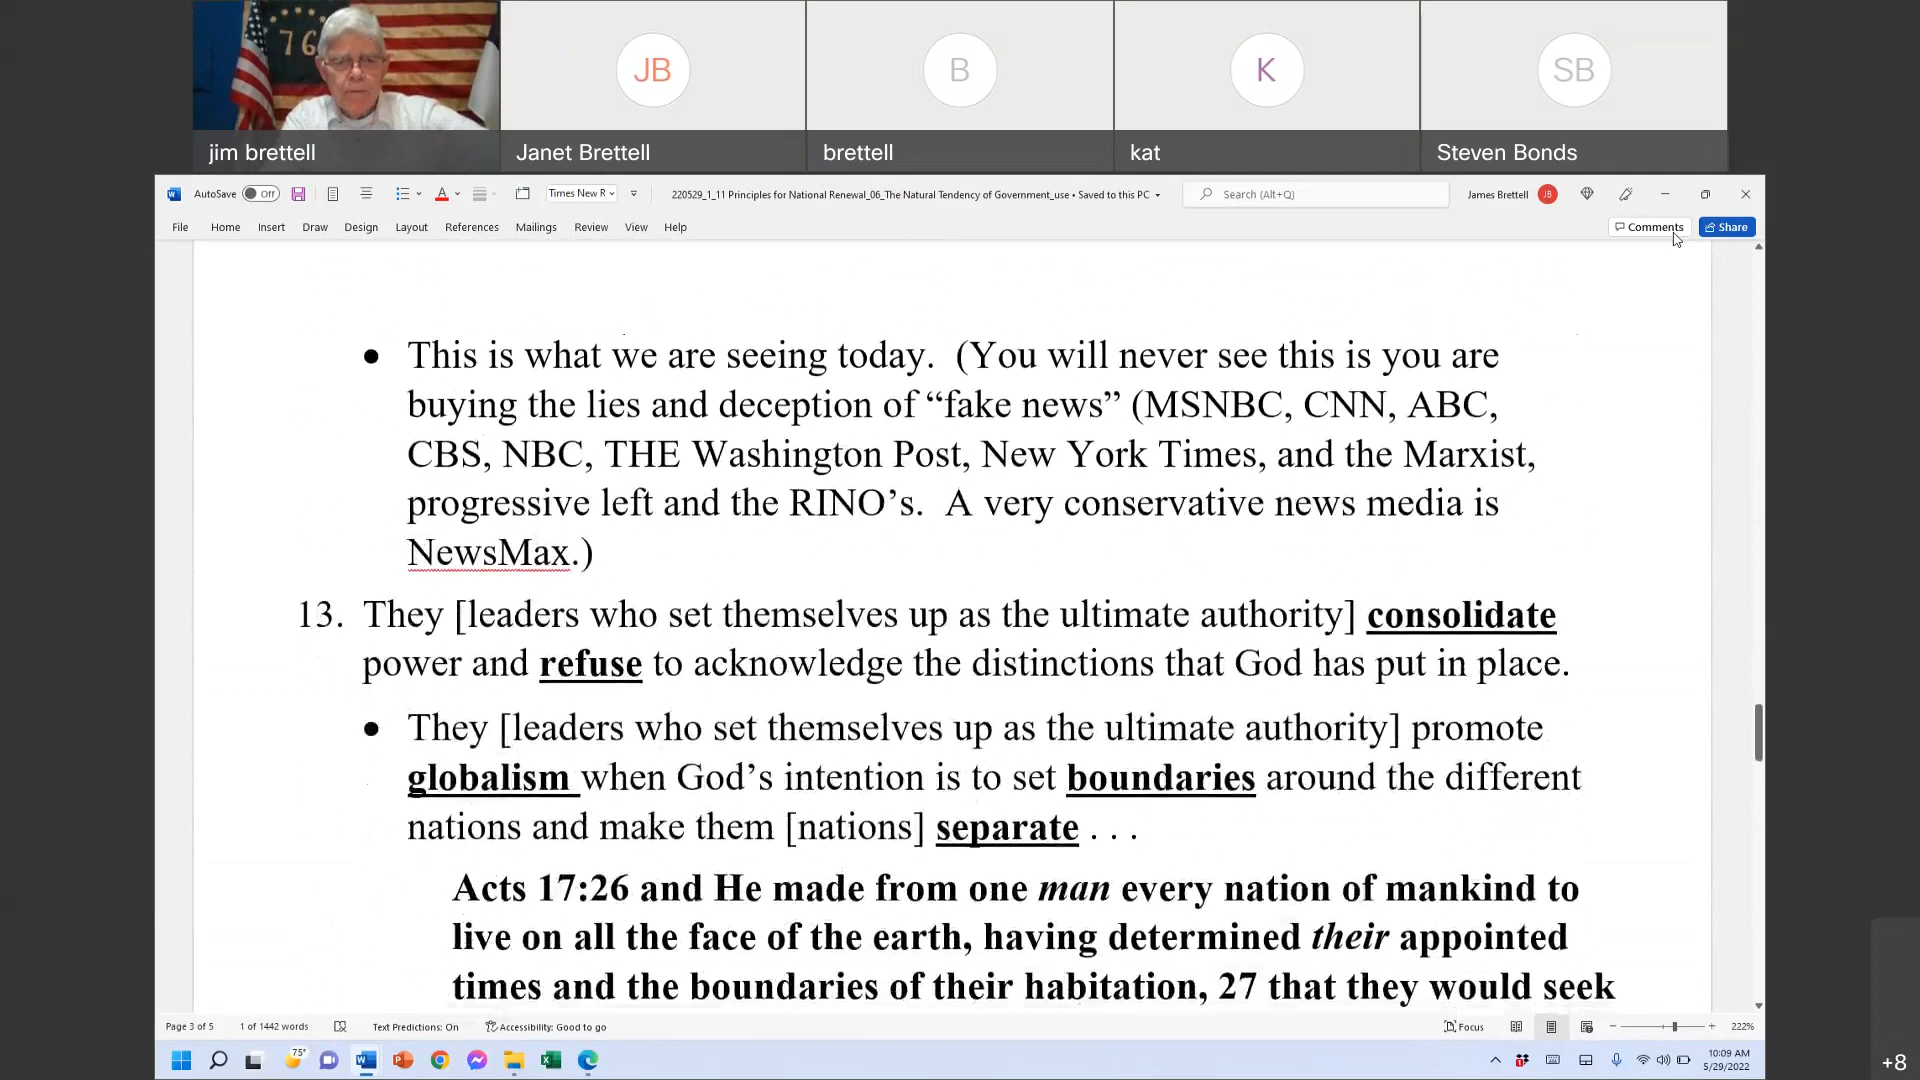 76
JB
B
K
SB
jim brettell
Janet Brettell
brettell
kat
Steven Bonds
AutoSave Off
Times New R
220529_1_11 Principles for National Renewal_06_The Natural Tendency of Government_use • Saved to this PC
Search (Alt+Q)
James Brettell JB
File Home Insert Draw Design Layout References Mailings Review View Help
Comments Share
• This is what we are seeing today. (You will never see this is you are
buying the lies and deception of “fake news” (MSNBC, CNN, ABC,
CBS, NBC, THE Washington Post, New York Times, and the Marxist,
progressive left and the RINO’s. A very conservative news media is
NewsMax.)
13. They [leaders who set themselves up as the ultimate authority] consolidate
power and refuse to acknowledge the distinctions that God has put in place.
• They [leaders who set themselves up as the ultimate authority] promote
globalism when God’s intention is to set boundaries around the different
nations and make them [nations] separate . . .
Acts 17:26 and He made from one man every nation of mankind to
live on all the face of the earth, having determined their appointed
times and the boundaries of their habitation, 27 that they would seek
Page 3 of 5 1 of 1442 words Text Predictions: On Accessibility: Good to go
Focus 222%
75°
10:09 AM
5/29/2022
+8